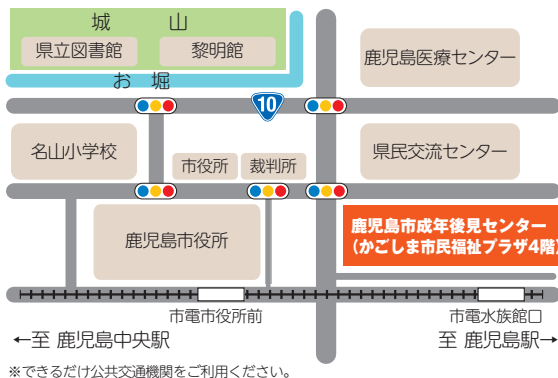 城 山
県立図書館
黎明館
お 堀
10
鹿児島医療センター
名山小学校
市役所
裁判所
県民交流センター
鹿児島市役所
鹿児島市成年後見センター
(かごしま市民福祉プラザ4階)
市電市役所前
市電水族館口
←至 鹿児島中央駅
至 鹿児島駅→
※できるだけ公共交通機関をご利用ください。